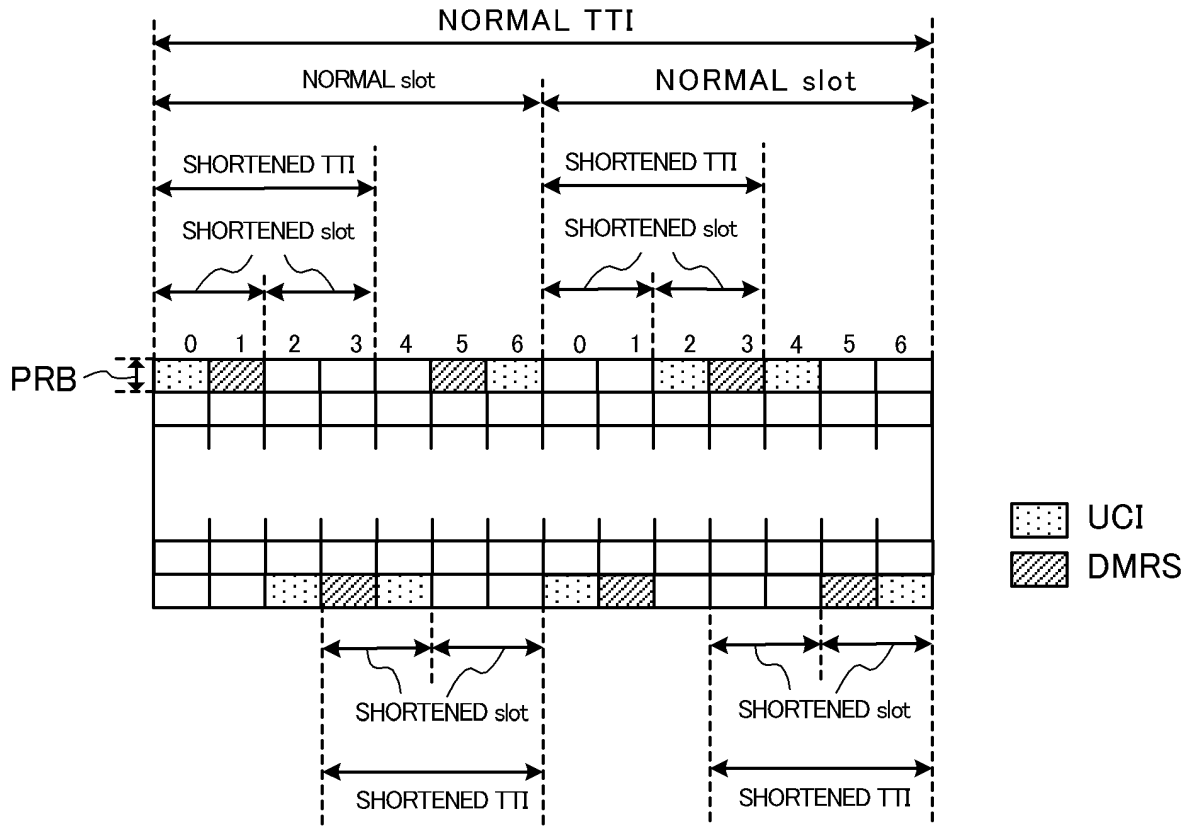 NORMAL TTI
NORMAL slot NORMAL slot
SHORTENED TTI SHORTENED TTI
SHORTENED slot SHORTENED slot
0 1 2 3 4 5 6 0 1 2 3 4 5 6
PRB
UCI
DMRS
SHORTENED slot SHORTENED slot
SHORTENED TTI SHORTENED TTI